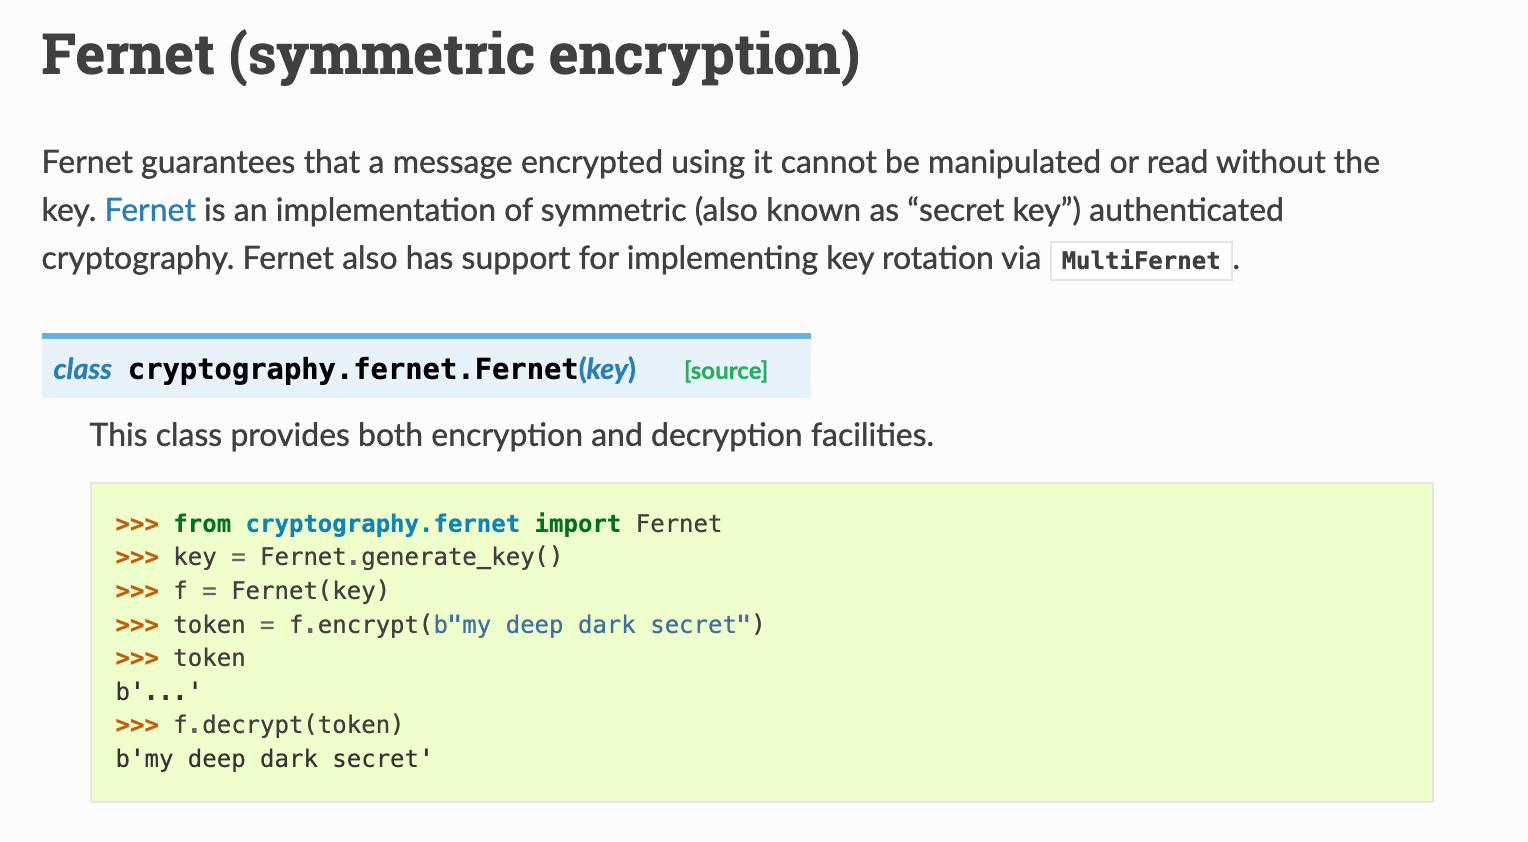 Fernet (symmetric encryption)
Fernet guarantees that a message encrypted using it cannot be manipulated or read without the
key. Fernet is an implementation of symmetric (also known as “secret key”) authenticated
cryptography. Fernet also has support for implementing key rotation via MultiFernet.
class cryptography.fernet.Fernet(key) [source]
This class provides both encryption and decryption facilities.
>>> from cryptography.fernet import Fernet
>>> key = Fernet.generate_key()
>>> f = Fernet(key)
>>> token = f.encrypt(b"my deep dark secret")
>>> token
b'...'
>>> f.decrypt(token)
b'my deep dark secret'